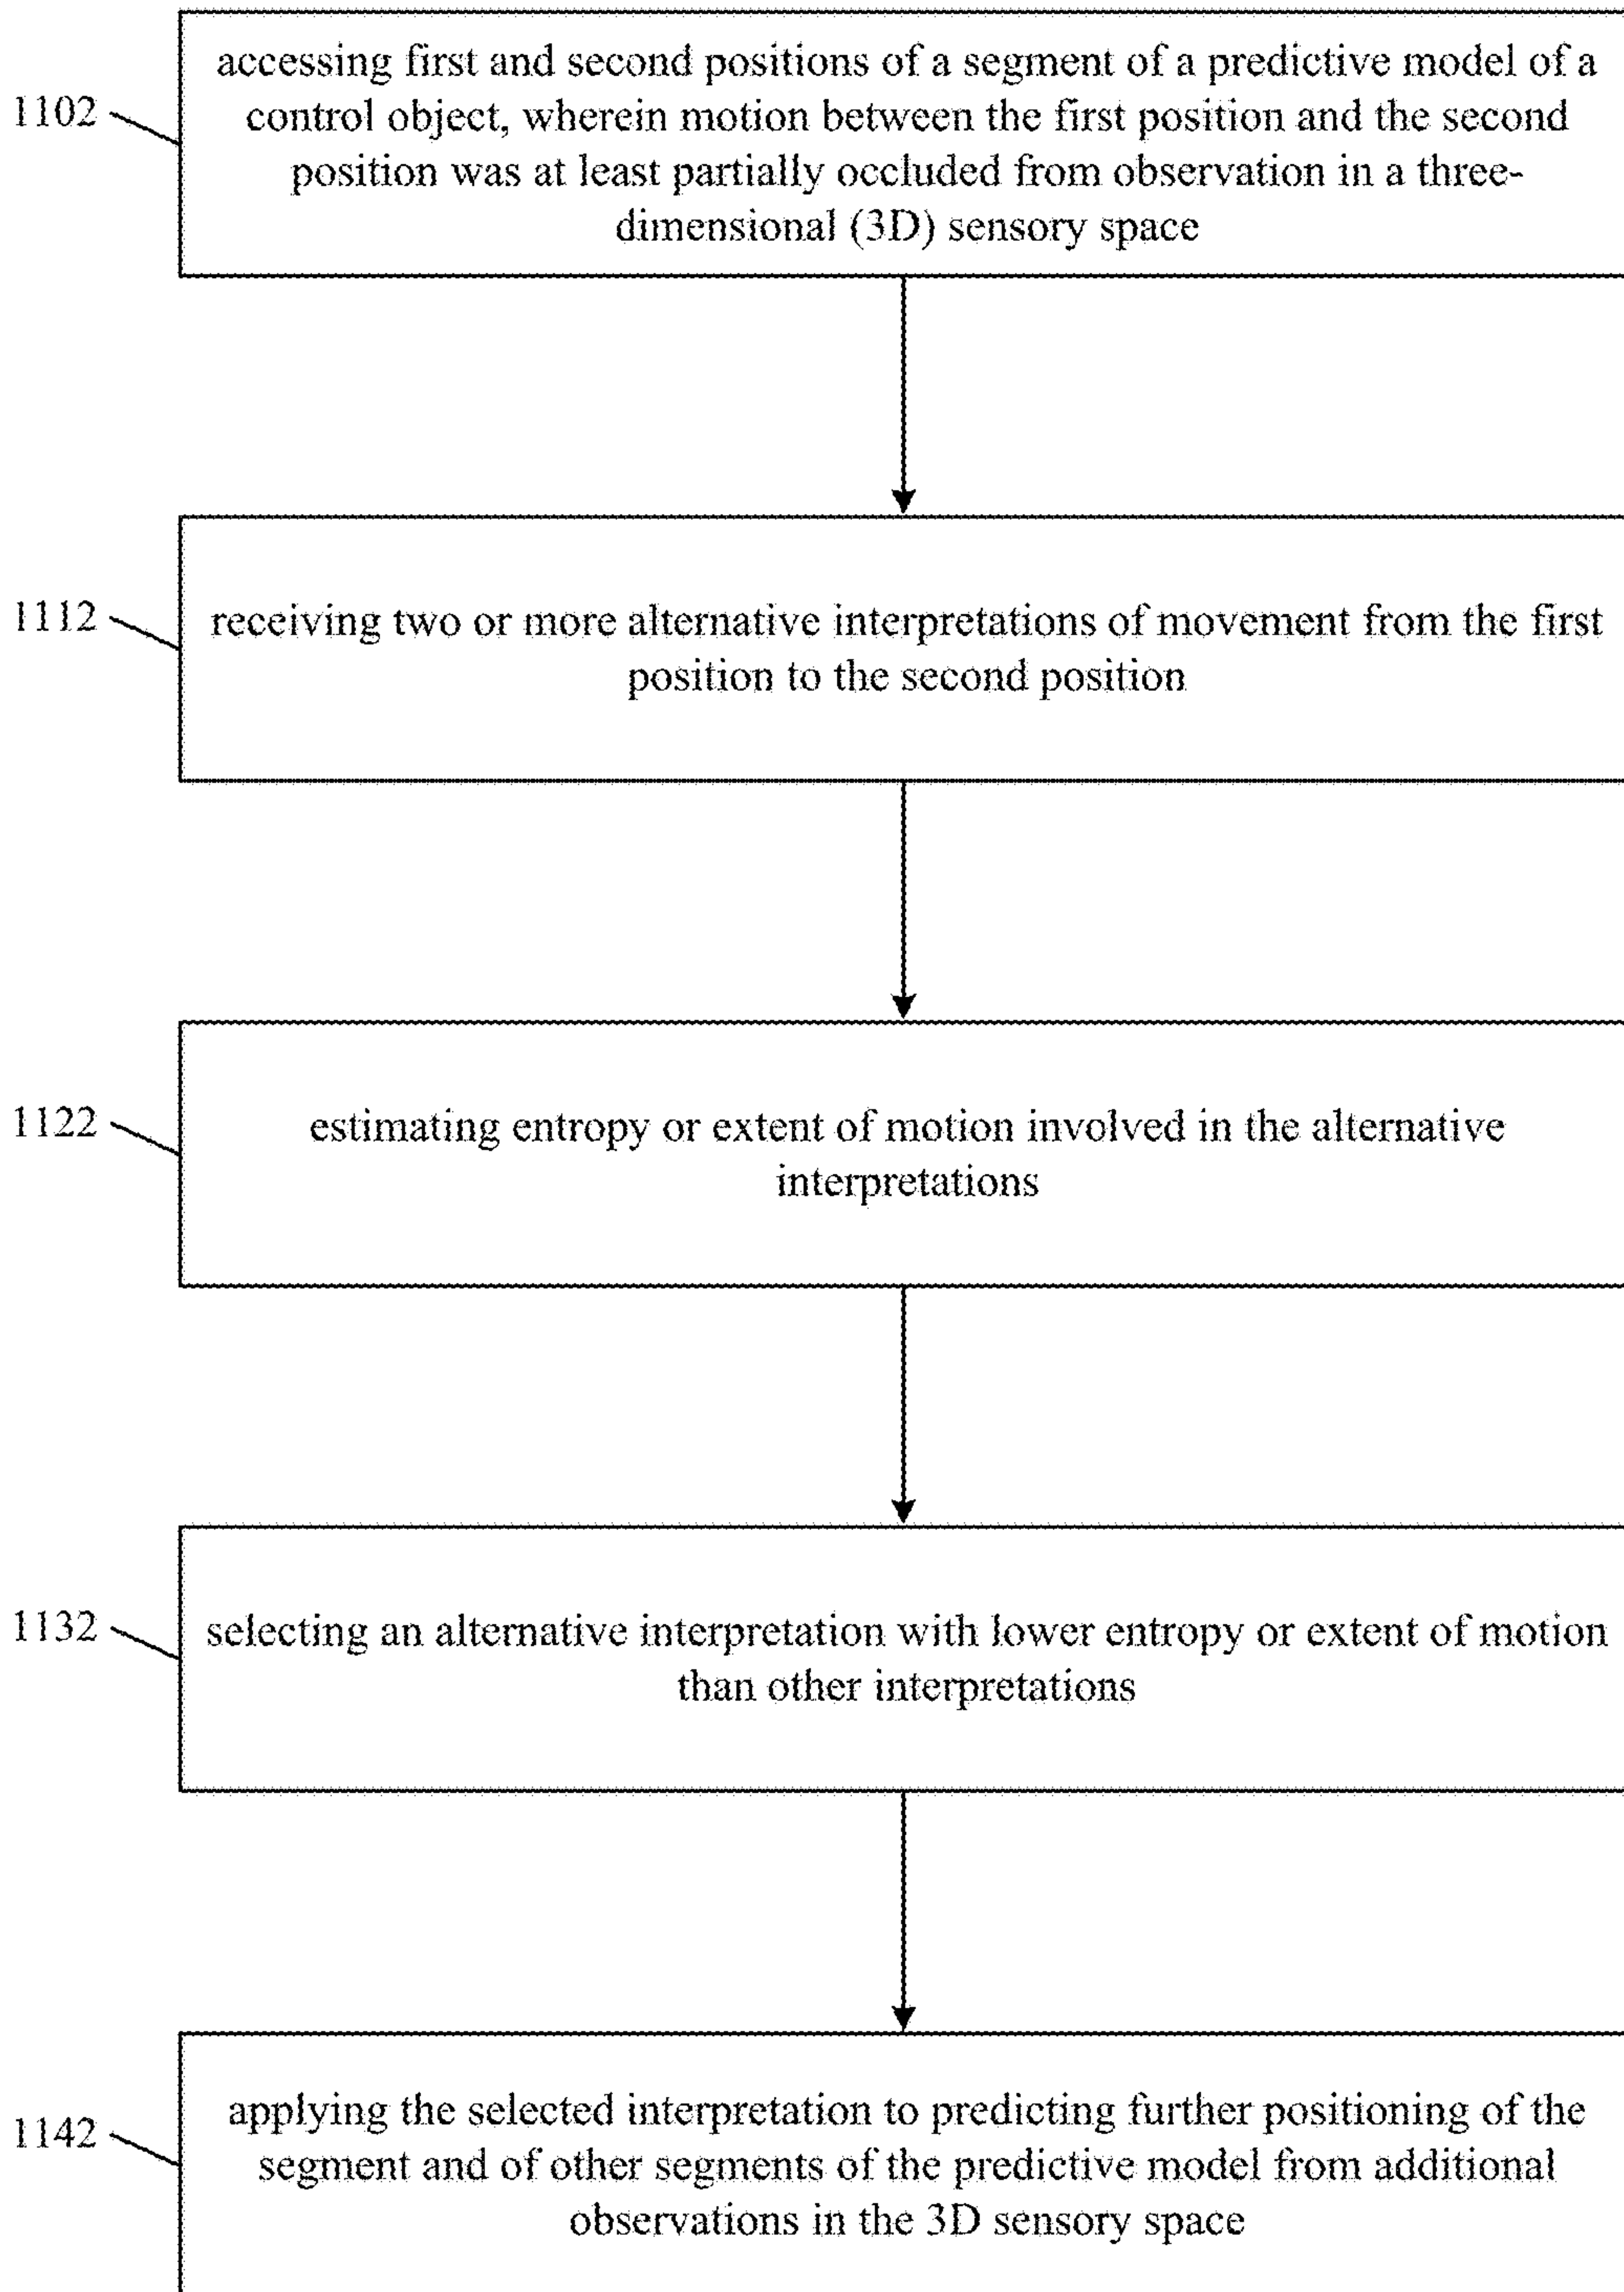 accessing first and second positions of a segment of a predictive model of a
1102
control object, wherein motion between the first position and the second
position was at least partially occluded from observation in a three-
dimensional (3D) sensory space
1112
receiving two or more alternative interpretations of movement from the first
position to the second position
1122
estimating entropy or extent of motion involved in the alternative
interpretations
1132
selecting an alternative interpretation with lower entropy or extent of motion
than other interpretations
1142
applying the selected interpretation to predicting further positioning of the
segment and of other segments of the predictive model from additional
observations in the 3D sensory space